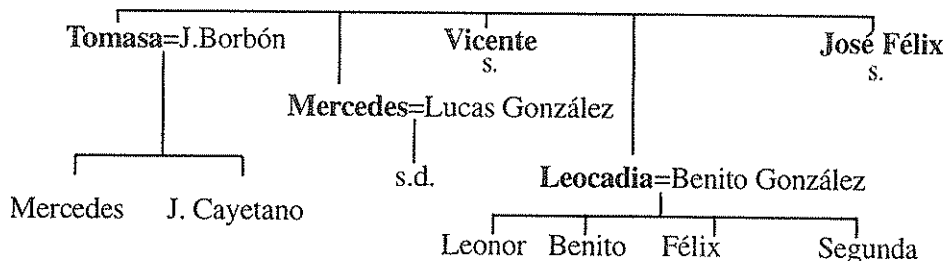 Tomasa=J.Borbón Vicente José Félix
s. s.
Mercedes=Lucas González
s.d. Leocadia=Benito González
Mercedes J. Cayetano
Leonor Benito Félix Segunda